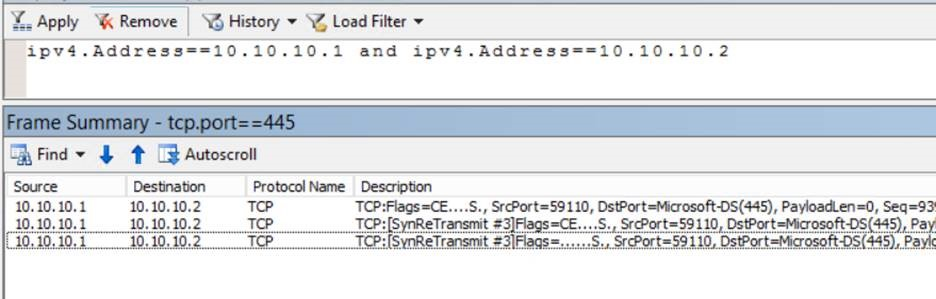 Apply Remove History Load Filter
ipv4.Address==10.10.10.1 and ipv4.Address==10.10.10.2
Frame Summary - tcp.port==445
Find Autoscroll
Source Destination Protocol Name Description
10.10.10.1 10.10.10.2 TCP TCP:Flags=CE....S., SrcPort=59110, DstPort=Microsoft-DS(445), PayloadLen=0, Seq=939
10.10.10.1 10.10.10.2 TCP TCP:[SynReTransmit #3]Flags=CE....S., SrcPort=59110, DstPort=Microsoft-DS(445), Pay
10.10.10.1 10.10.10.2 TCP TCP:[SynReTransmit #3]Flags=......S., SrcPort=59110, DstPort=Microsoft-DS(445), Paylo